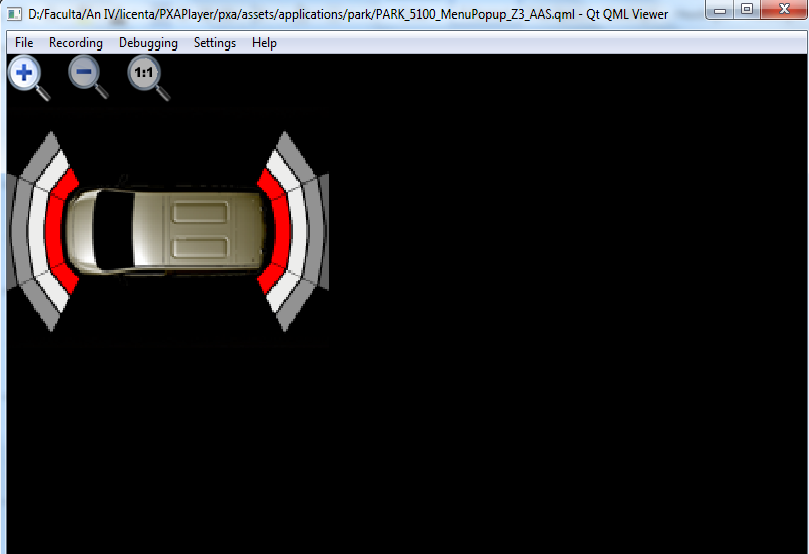 D:/Faculta/An IV/licenta/PXAPlayer/pxa/assets/applications/park/PARK_5100_MenuPopup_Z3_AAS.qml - Qt QML Viewer
File Recording Debugging Settings Help
1:1